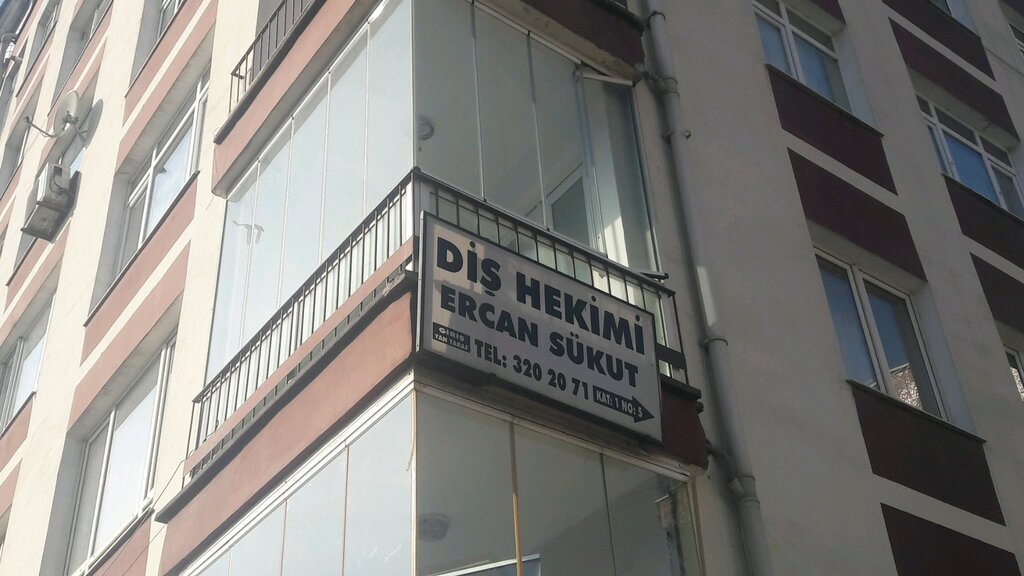 DİŞ HEKİMİ
ERCAN SÜKUT
GİRİŞ
YAN TARAF
TEL: 320 20 71
KAT: 1 NO: 5